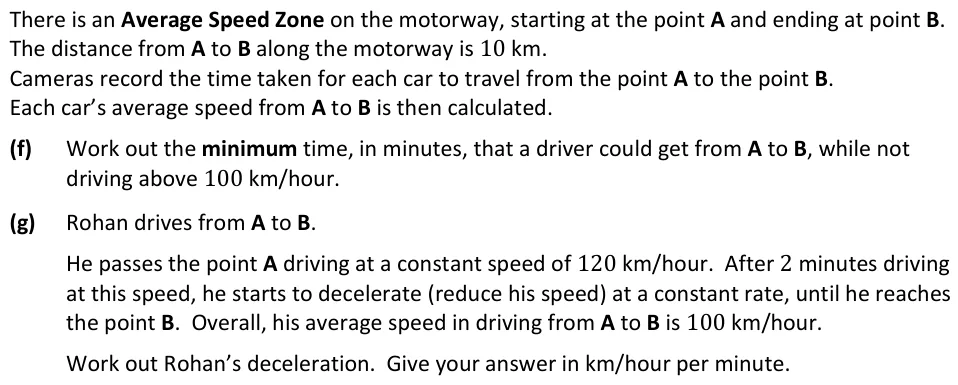 There is an Average Speed Zone on the motorway, starting at the point A and ending at point B.
The distance from A to B along the motorway is 10 km.
Cameras record the time taken for each car to travel from the point A to the point B.
Each car’s average speed from A to B is then calculated.
(f) Work out the minimum time, in minutes, that a driver could get from A to B, while not
driving above 100 km/hour.
(g) Rohan drives from A to B.
He passes the point A driving at a constant speed of 120 km/hour. After 2 minutes driving
at this speed, he starts to decelerate (reduce his speed) at a constant rate, until he reaches
the point B. Overall, his average speed in driving from A to B is 100 km/hour.
Work out Rohan’s deceleration. Give your answer in km/hour per minute.